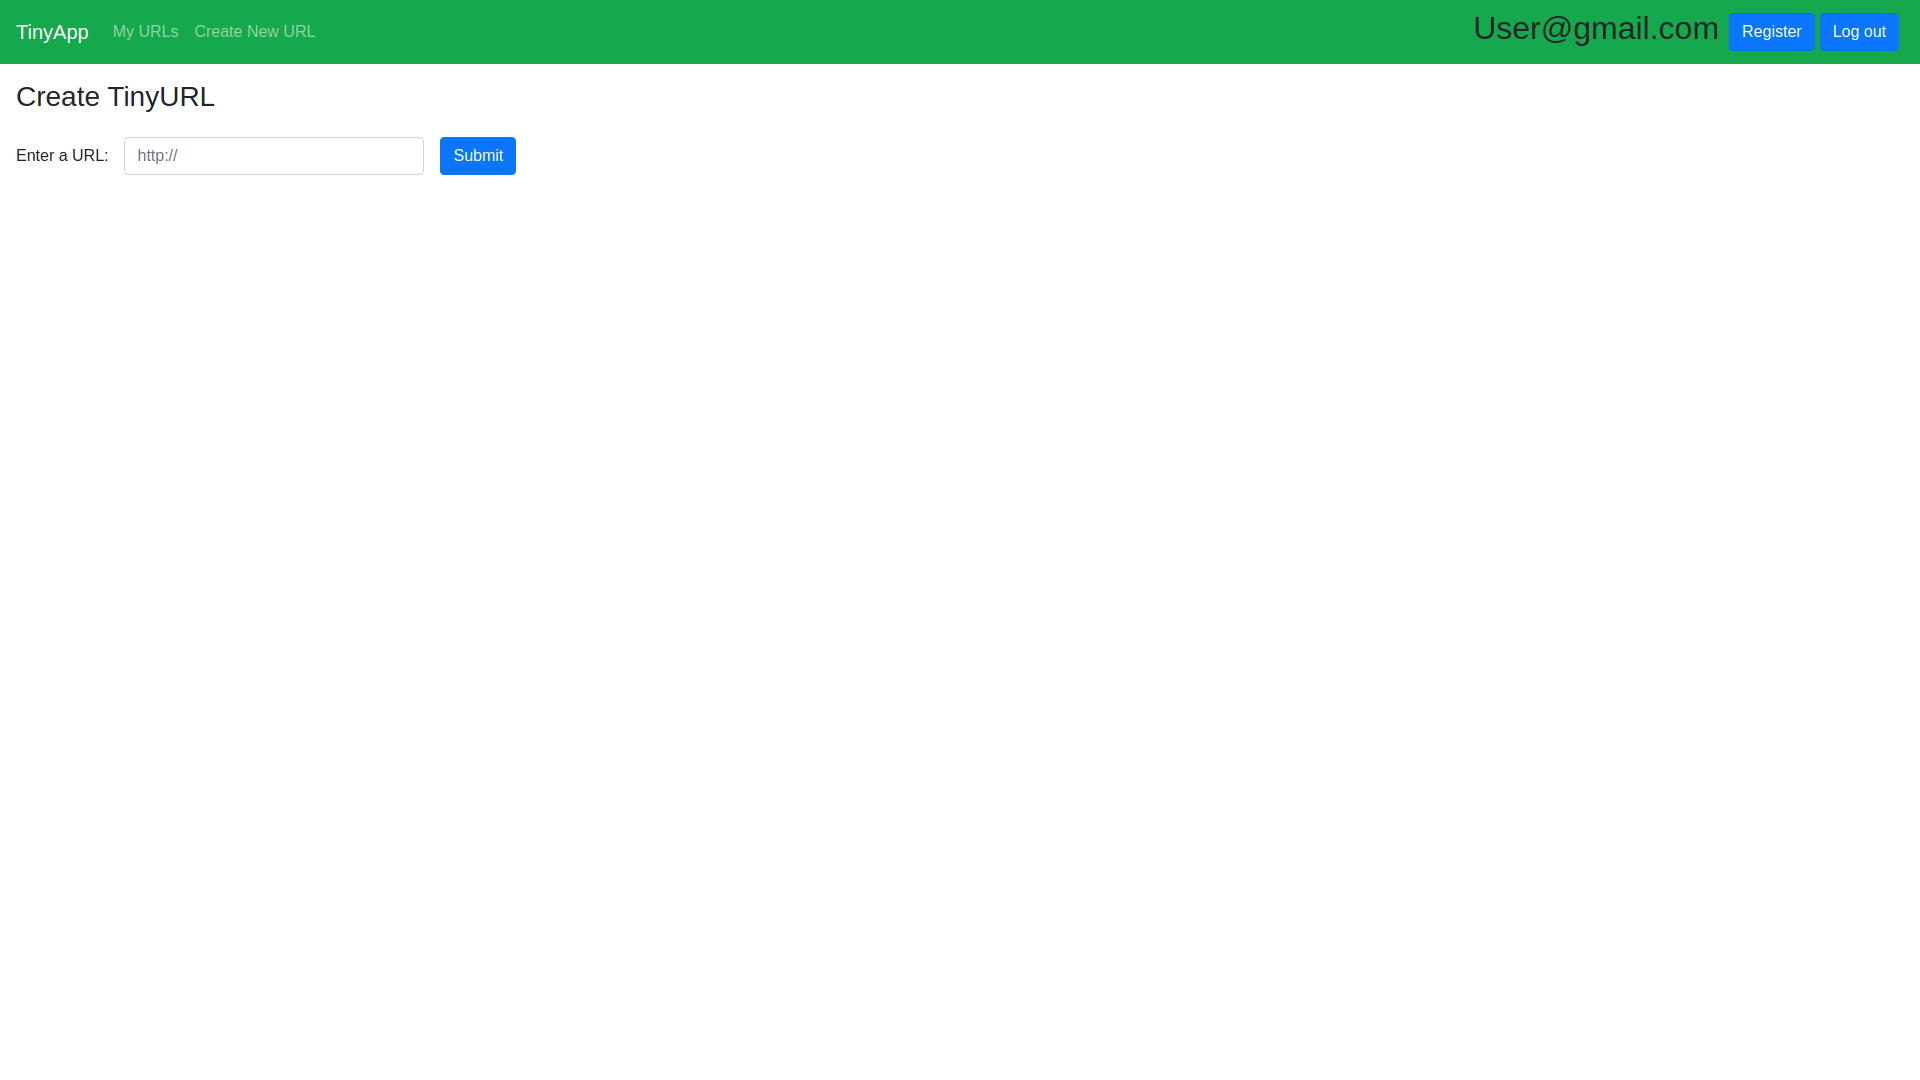 TinyApp My URLs Create New URL User@gmail.com Register Log out
Create TinyURL
Enter a URL: http:// Submit